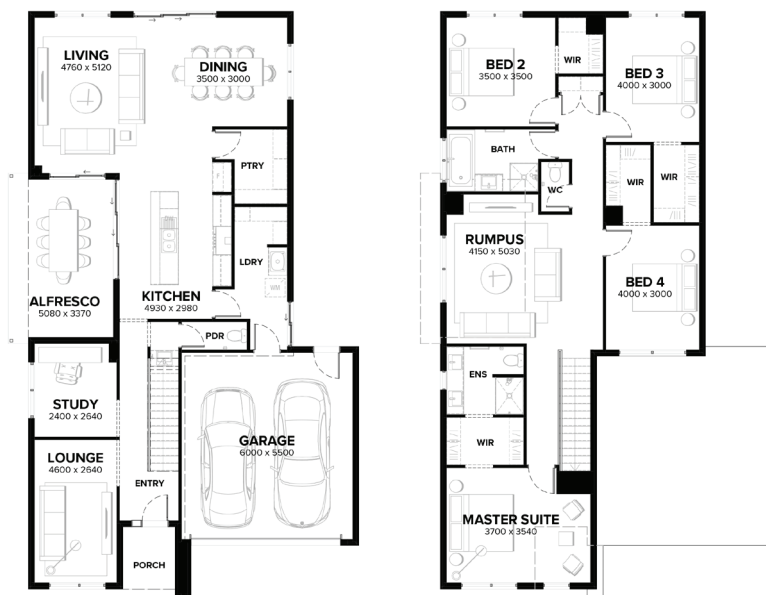 LIVING
4760 x 5120
DINING
3500 x 3000
PTRY
LDRY
WM
ALFRESCO
5080 x 3370
KITCHEN
4930 x 2980
PDR
STUDY
2400 x 2640
GARAGE
6000 x 5500
LOUNGE
4600 x 2640
ENTRY
PORCH
BED 2
3500 x 3500
WIR
BED 3
4000 x 3000
BATH
WC
WIR
WIR
RUMPUS
4150 x 5030
BED 4
4000 x 3000
ENS
WIR
MASTER SUITE
3700 x 3540